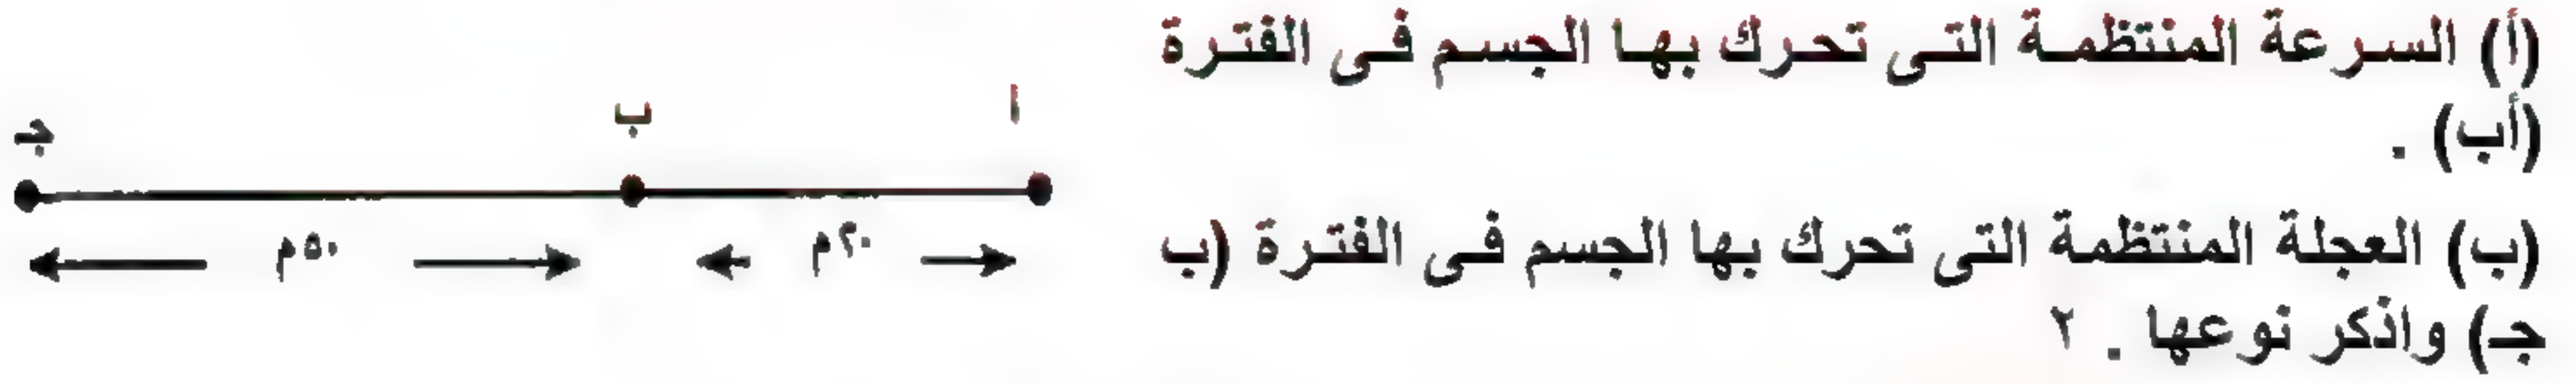 (أ) السرعة المنتظمة التى تحرك بها الجسم فى الفترة
(أب) .
(ب) العجلة المنتظمة التى تحرك بها الجسم فى الفترة (ب
جـ) واذكر نوعها . ٢
ا
ب
جـ
٢٠م
٥٠م